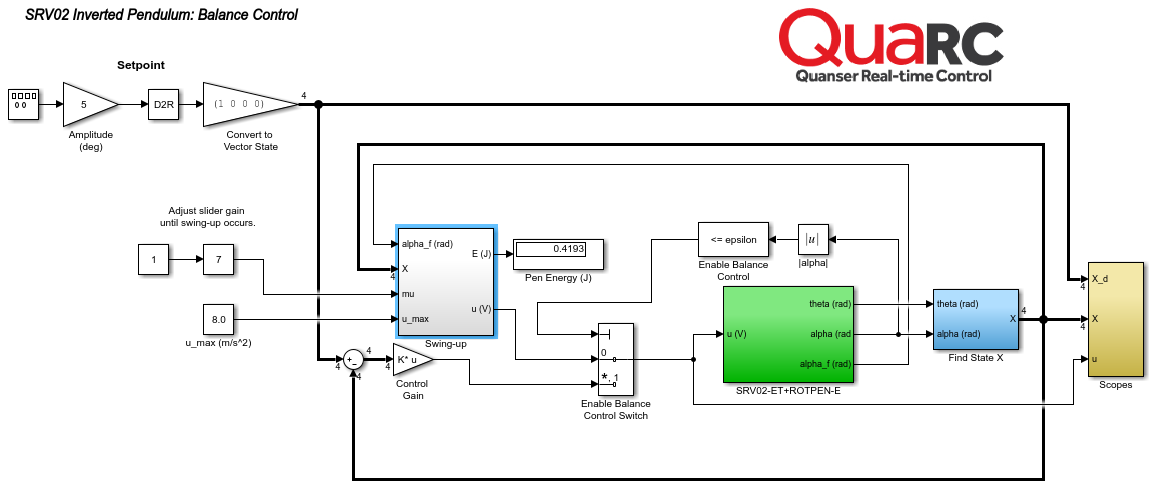 SRV02 Inverted Pendulum: Balance Control
QuaRC
Quanser Real-time Control
Setpoint
0 0
5
D2R
(1 0 0 0)
4
Amplitude
(deg)
Convert to
Vector State
Adjust slider gain
until swing-up occurs.
1
7
8.0
u_max (m/s^2)
alpha_f (rad)
X
4
mu
u_max
E (J)
u (V)
Swing-up
0.4193
Pen Energy (J)
<= epsilon
Enable Balance
Control
|u|
|alpha|
+
-
4
4
4
4
K* u
Control
Gain
0
*, 1
Enable Balance
Control Switch
u (V)
theta (rad)
alpha (rad)
alpha_f (rad)
SRV02-ET+ROTPEN-E
theta (rad)
alpha (rad)
X
4
Find State X
X_d
4
X
4
u
Scopes